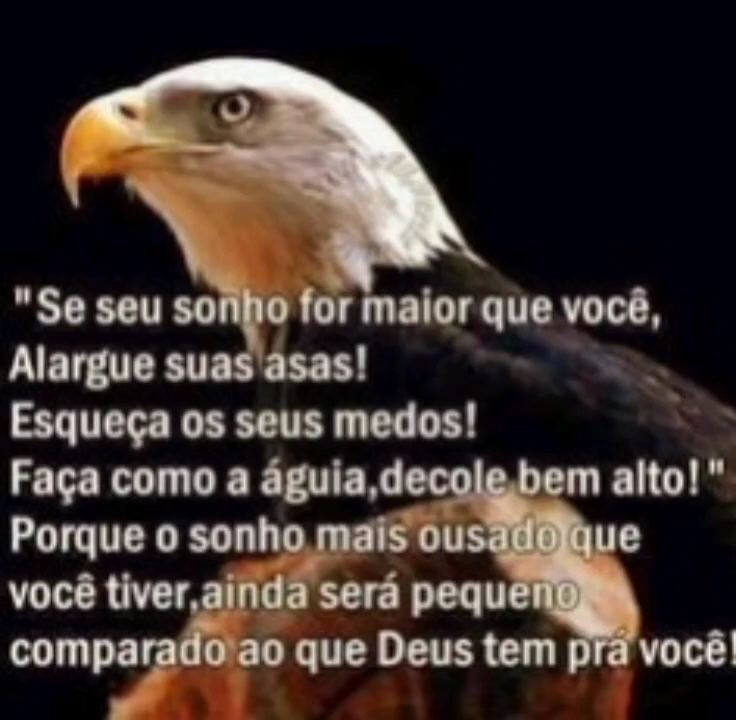 "Se seu sonho for maior que você,
Alargue suas asas!
Esqueça os seus medos!
Faça como a águia,decole bem alto!"
Porque o sonho mais ousado que
você tiver,ainda será pequeno
comparado ao que Deus tem prá você!